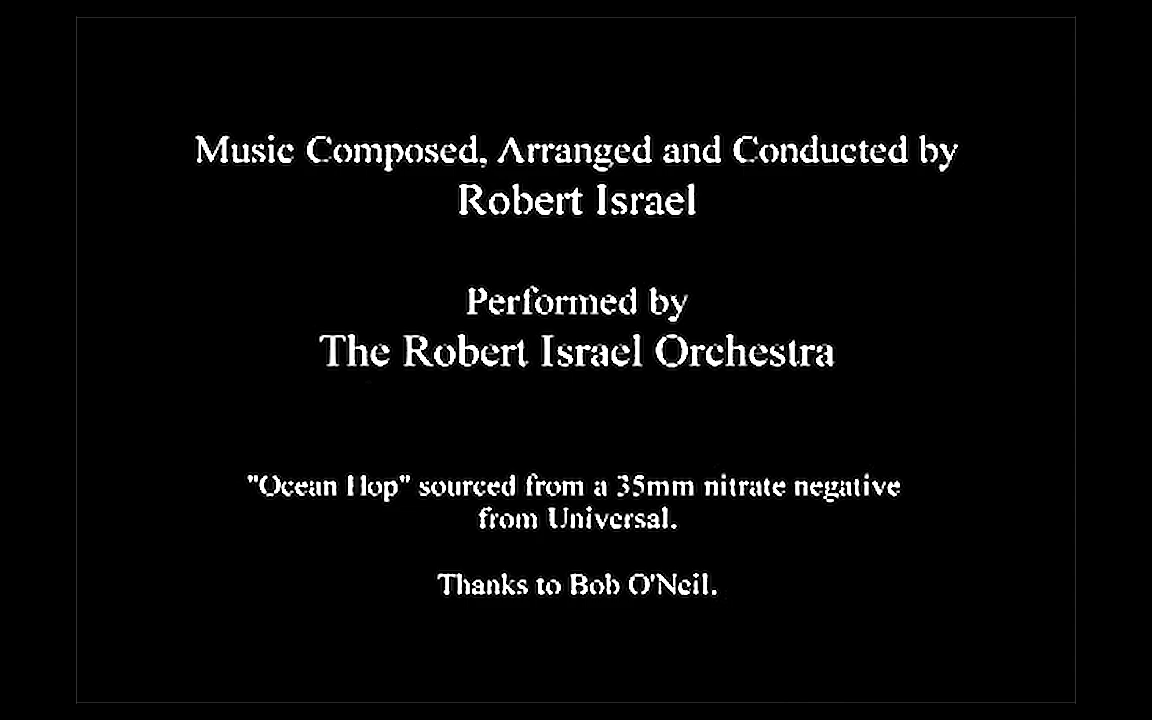 Music Composed, Arranged and Conducted by
Robert Israel
Performed by
The Robert Israel Orchestra
"Ocean Hop" sourced from a 35mm nitrate negative
from Universal.
Thanks to Bob O'Neil.